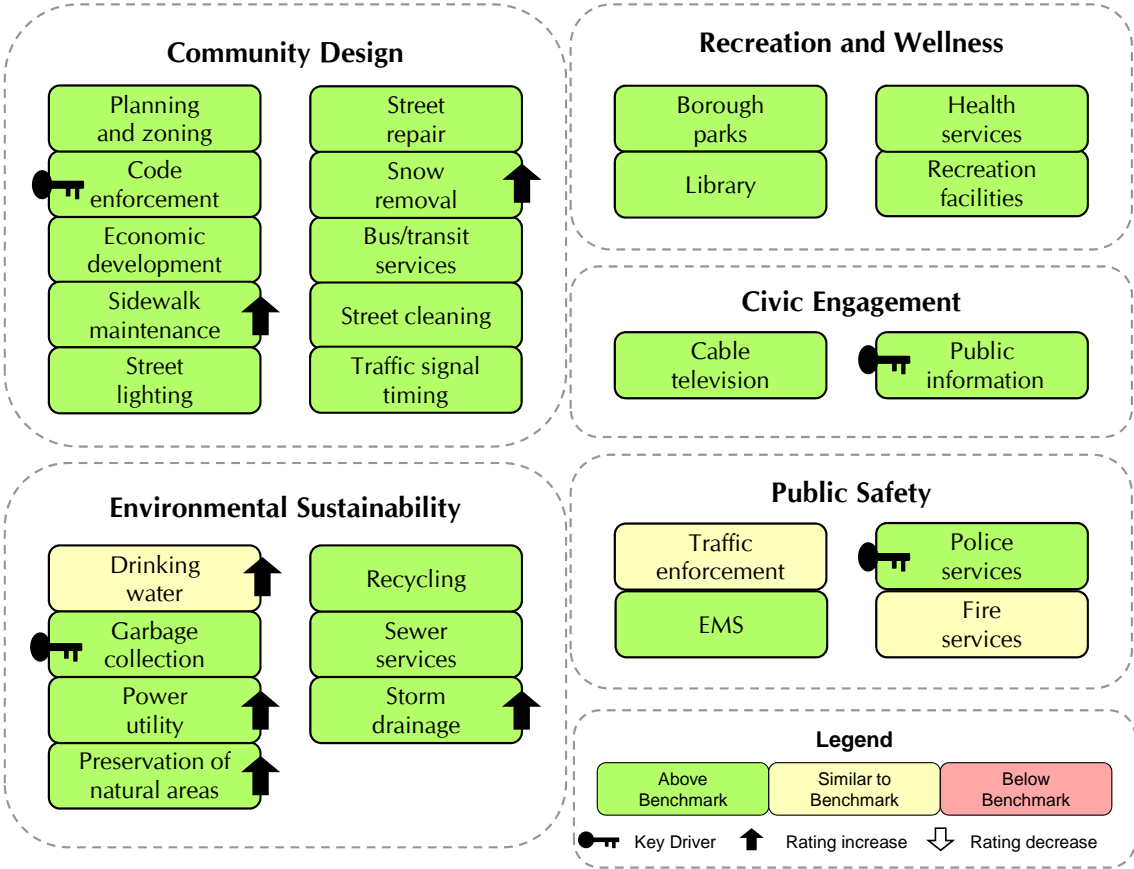 Community Design
Planning
and zoning
Code
enforcement
Economic
development
Sidewalk
maintenance
Street
lighting
Street
repair
Snow
removal
Bus/transit
services
Street cleaning
Traffic signal
timing
Recreation and Wellness
Borough
parks
Library
Health
services
Recreation
facilities
Civic Engagement
Cable
television
Public
information
Environmental Sustainability
Drinking
water
Garbage
collection
Power
utility
Preservation of
natural areas
Recycling
Sewer
services
Storm
drainage
Public Safety
Traffic
enforcement
EMS
Police
services
Fire
services
Legend
Above
Benchmark
Similar to
Benchmark
Below
Benchmark
Key Driver
Rating increase
Rating decrease